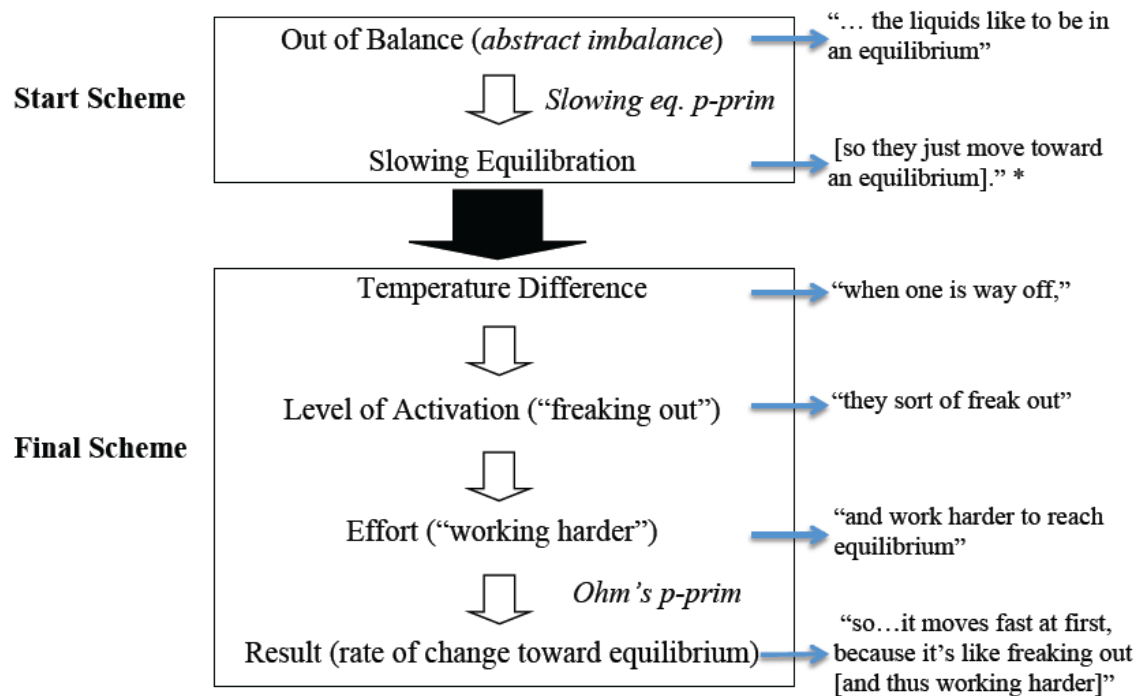 Out of Balance (abstract imbalance)
“… the liquids like to be in
an equilibrium”
Start Scheme
Slowing eq. p-prim
Slowing Equilibration
[so they just move toward
an equilibrium].” *
Temperature Difference
“when one is way off,”
Level of Activation (“freaking out”)
“they sort of freak out”
Final Scheme
Effort (“working harder”)
“and work harder to reach
equilibrium”
Ohm’s p-prim
Result (rate of change toward equilibrium)
“so…it moves fast at first,
because it’s like freaking out
[and thus working harder]”